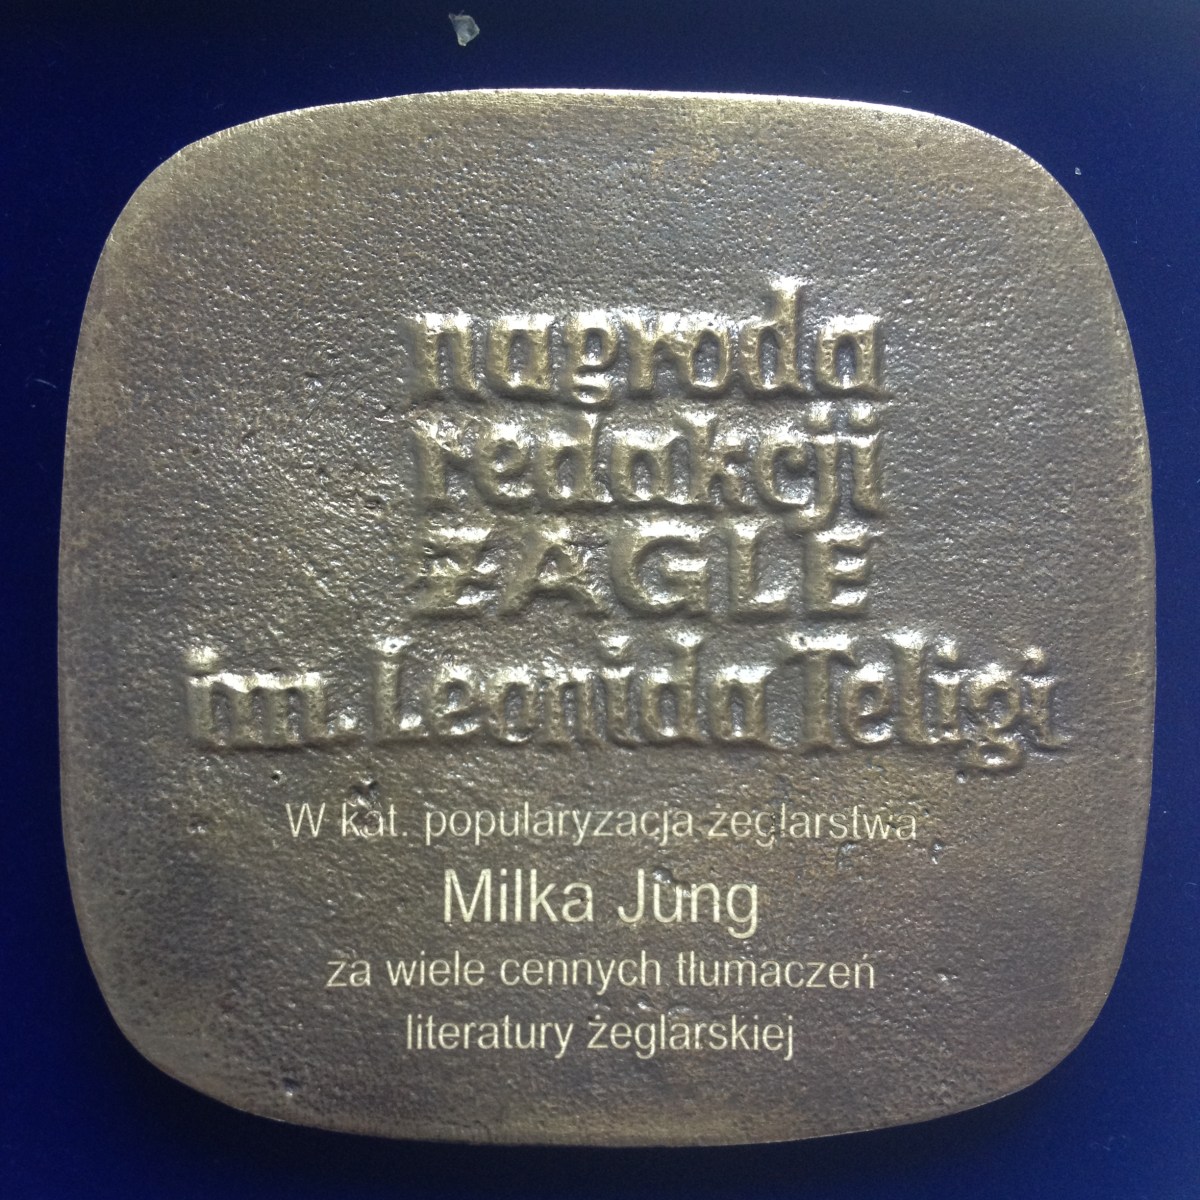 nagroda
redakcji
ŻAGLE
im. Leonida Teligi
W kat. popularyzacja żeglarstwa
Milka Jung
za wiele cennych tłumaczeń
literatury żeglarskiej